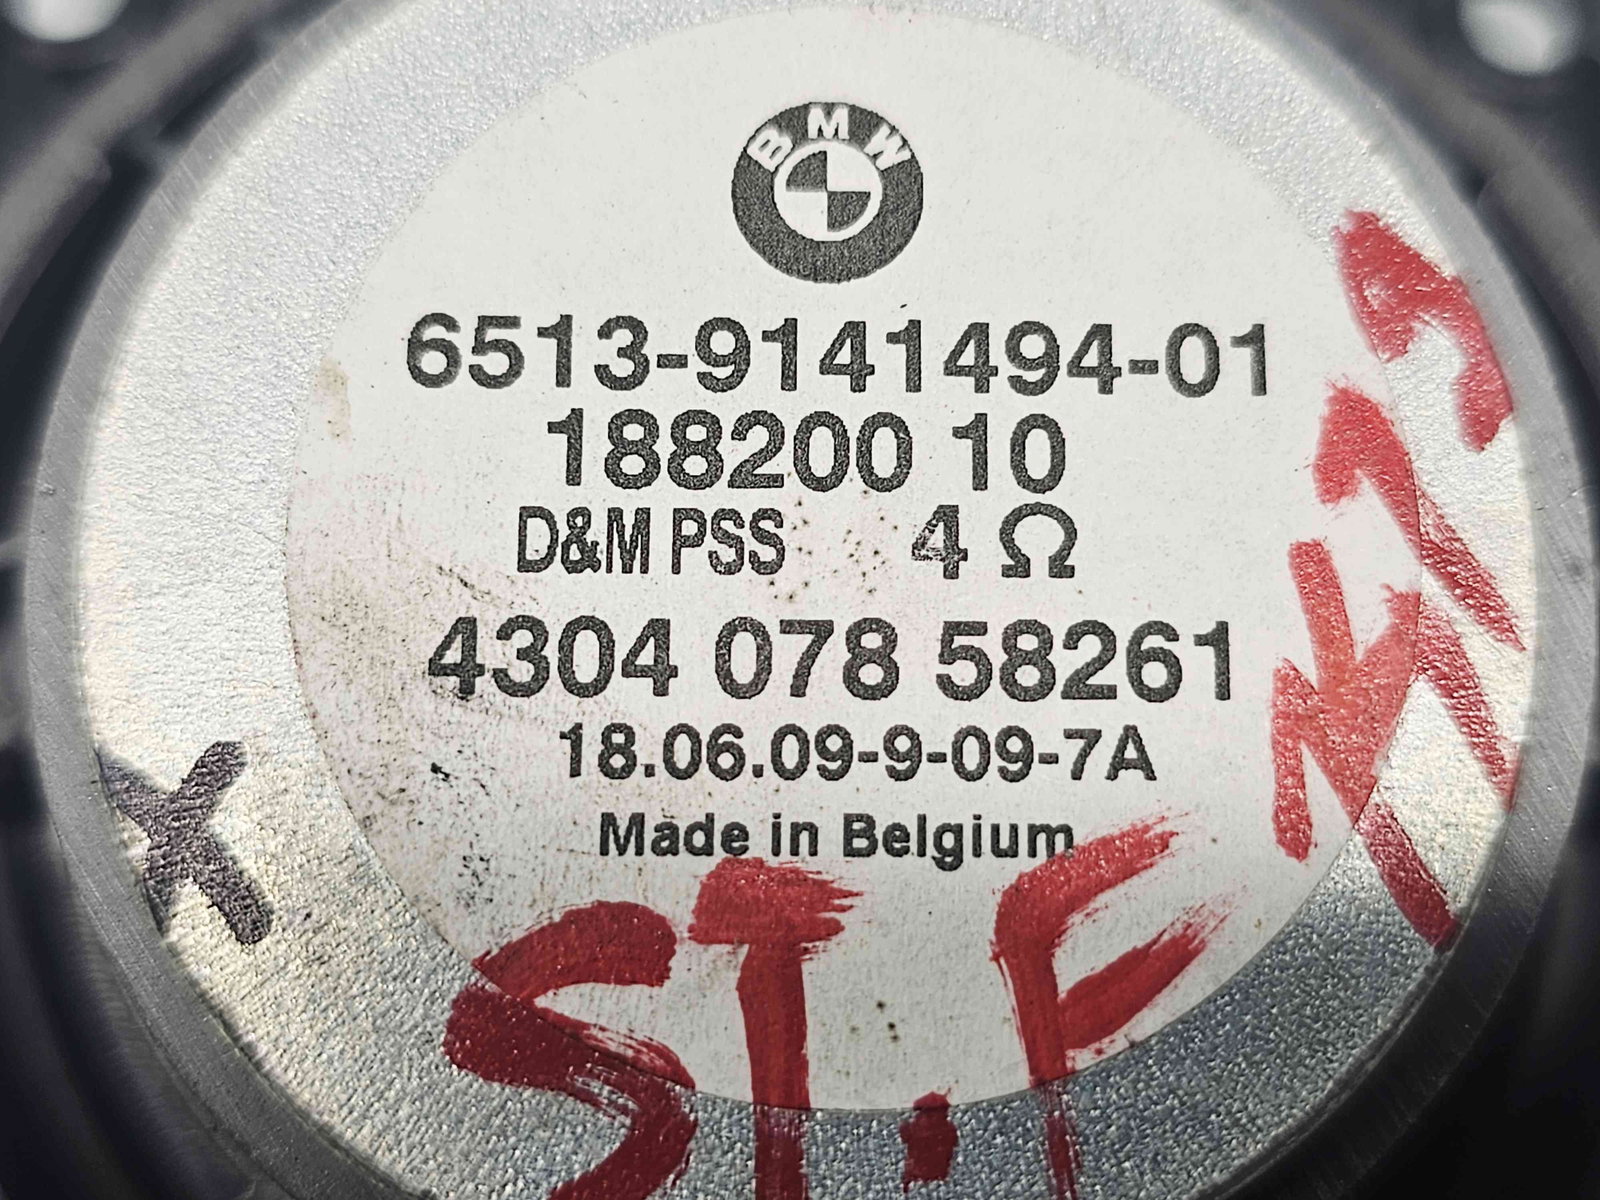 BMW
6513-9141494-01
188200 10
D&M PSS 4 Ω
4304 078 58261
18.06.09-9-09-7A
Made in Belgium
X
ST.F